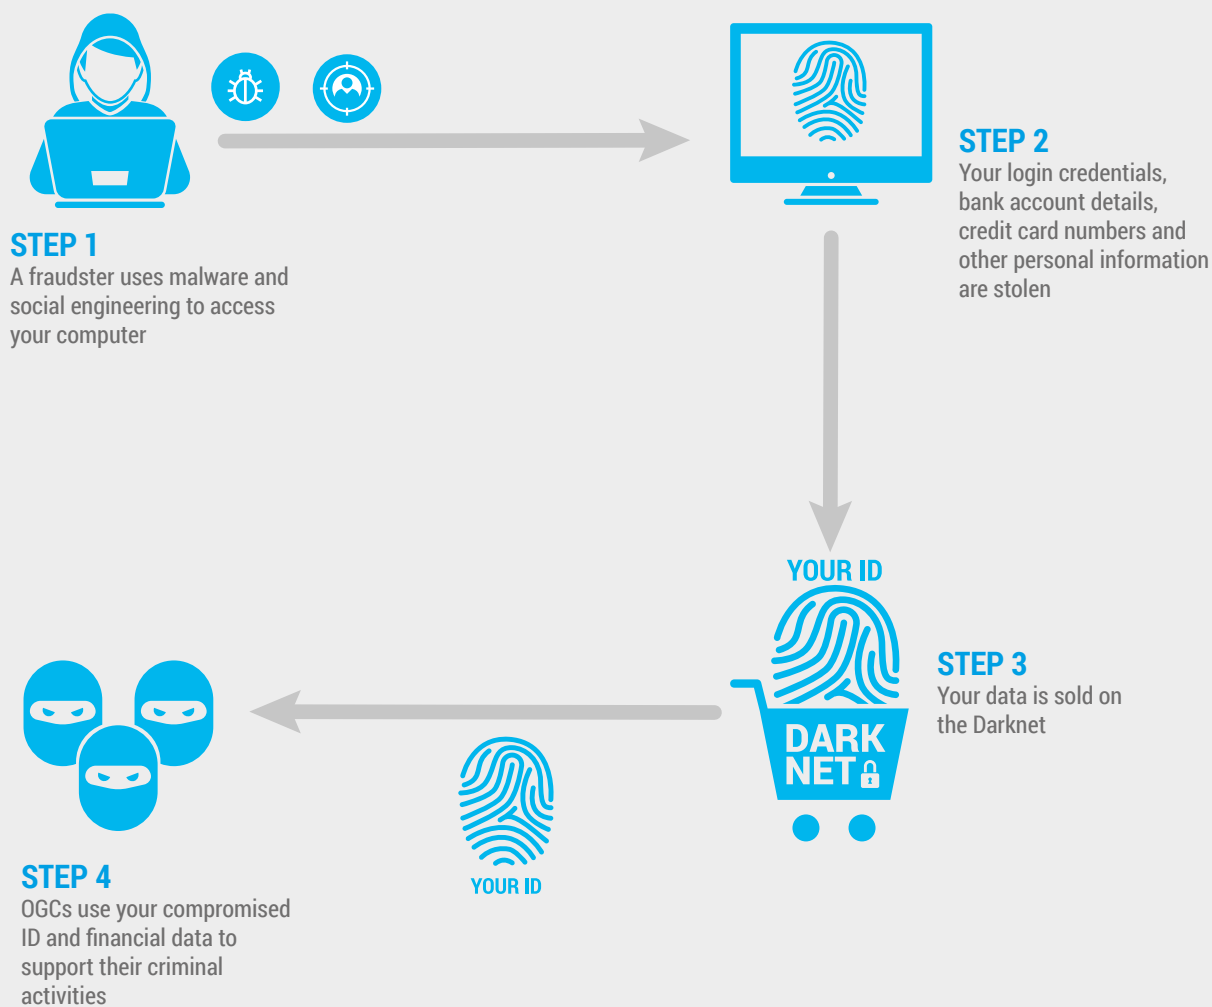 STEP 1
A fraudster uses malware and
social engineering to access
your computer
STEP 2
Your login credentials,
bank account details,
credit card numbers and
other personal information
are stolen
YOUR ID
DARK
NET
STEP 3
Your data is sold on
the Darknet
YOUR ID
STEP 4
OGCs use your compromised
ID and financial data to
support their criminal
activities